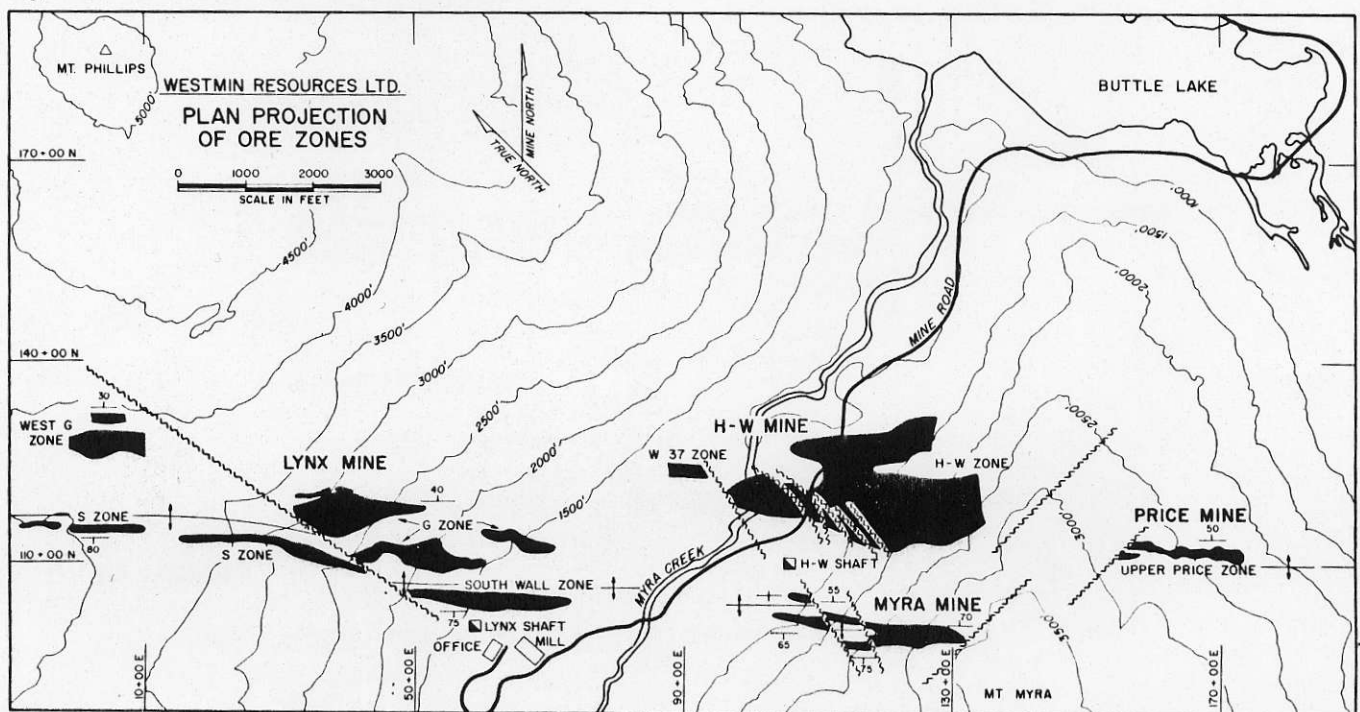 MT. PHILLIPS
5000'
WESTMIN RESOURCES LTD.
PLAN PROJECTION
OF ORE ZONES
0 1000 2000 3000
SCALE IN FEET
MINE NORTH
TRUE NORTH
BUTTLE LAKE
170+00 N
4500'
4000'
3500'
3000'
2500'
2000'
1500'
1000'
1500'
2000'
2500'
3000'
3500'
MINE ROAD
140+00 N
30
WEST G
ZONE
LYNX MINE
40
G ZONE
S ZONE
80
S ZONE
110+00 N
SOUTH WALL ZONE
75
LYNX SHAFT
OFFICE
MILL
MYRA CREEK
H-W MINE
W 37 ZONE
H-W ZONE
H-W SHAFT
MYRA MINE
55
70
65
75
PRICE MINE
50
UPPER PRICE ZONE
MT MYRA
10+00 E
50+00 E
90+00 E
130+00 E
170+00 E